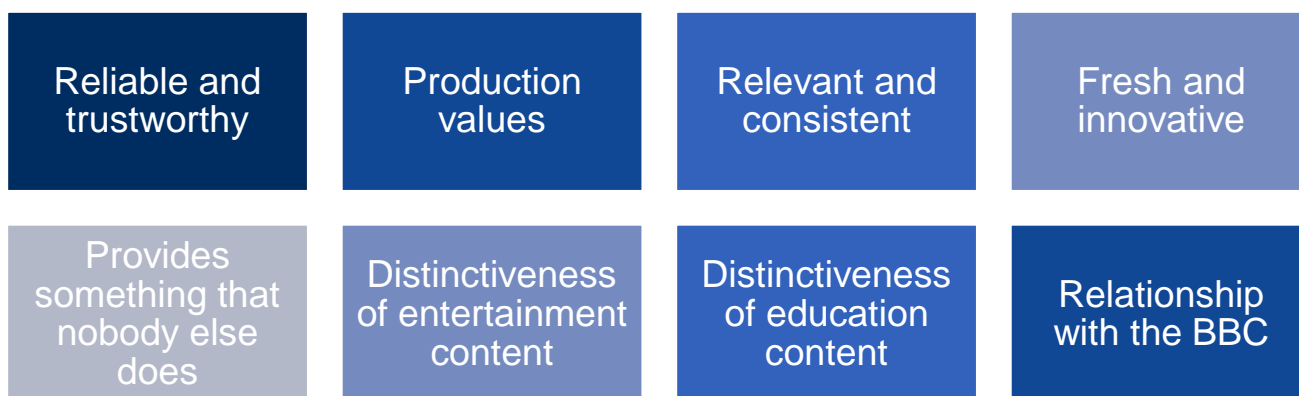 Reliable and
trustworthy
Production
values
Relevant and
consistent
Fresh and
innovative
Provides
something that
nobody else
does
Distinctiveness
of entertainment
content
Distinctiveness
of education
content
Relationship
with the BBC